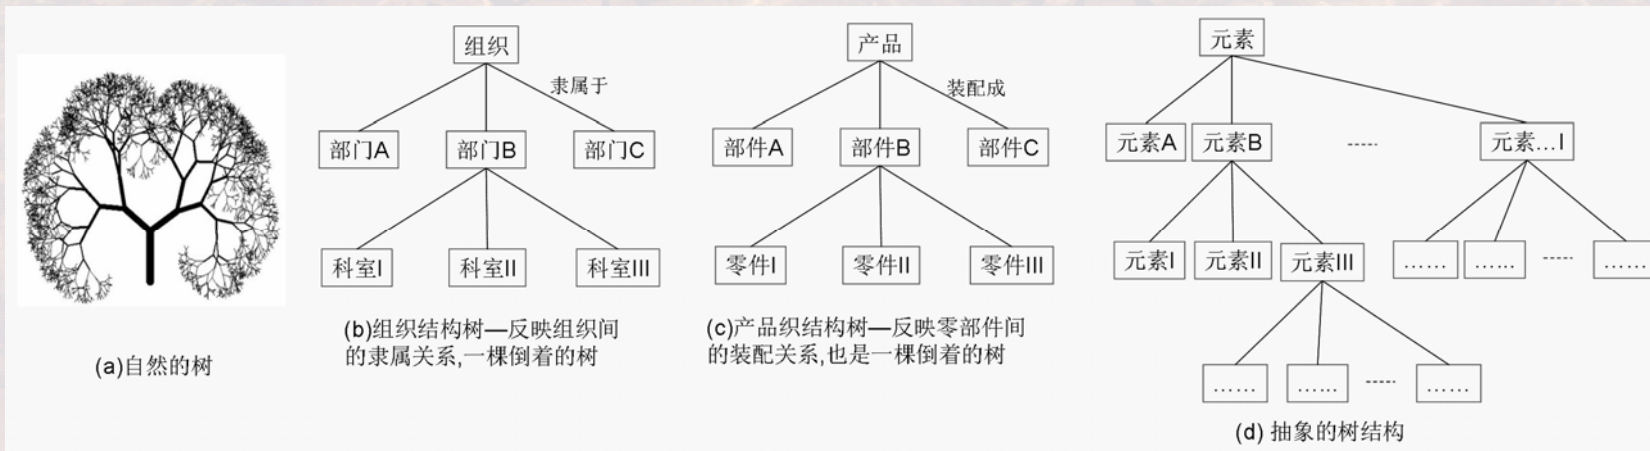 (a)自然的树
组织
隶属于
部门A
部门B
部门C
科室I
科室II
科室III
(b)组织结构树—反映组织间
的隶属关系,一棵倒着的树
产品
装配成
部件A
部件B
部件C
零件I
零件II
零件III
(c)产品织结构树—反映零部件间
的装配关系,也是一棵倒着的树
元素
元素A
元素B
元素...I
元素I
元素II
元素III
......
......
......
......
......
......
(d) 抽象的树结构